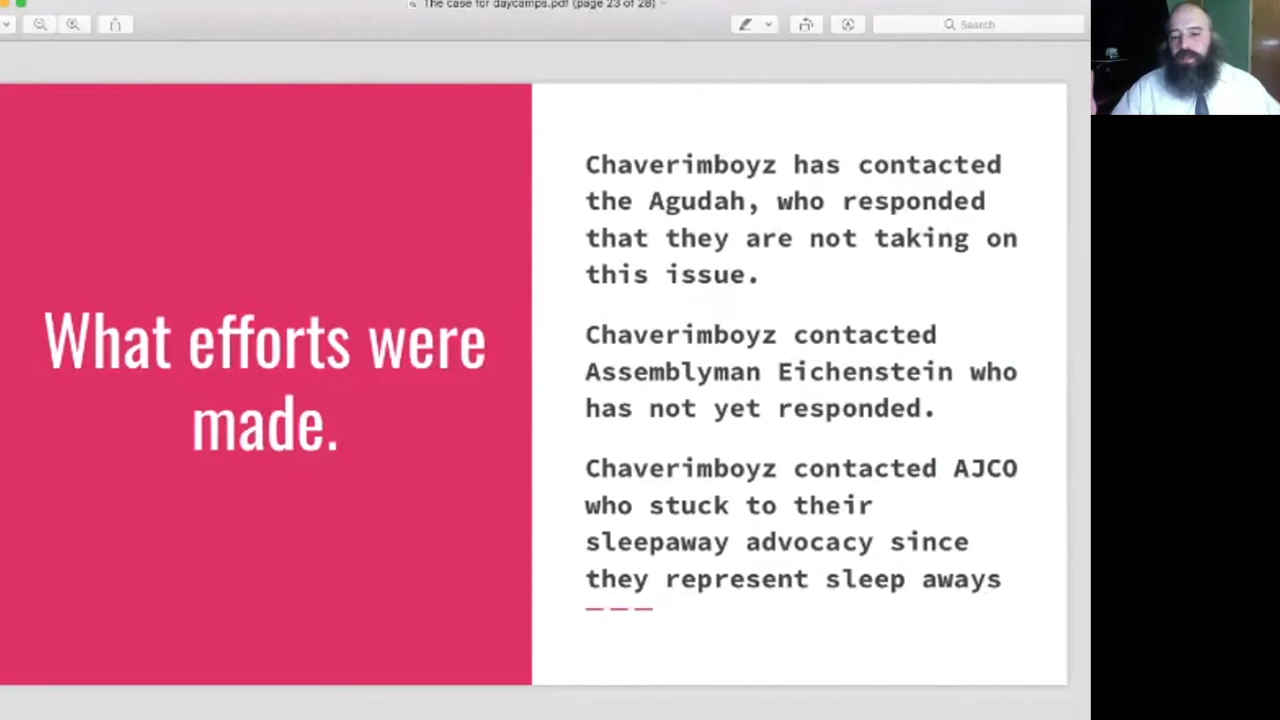 The case for daycamps.pdf (page 23 of 28)
Search
What efforts were
made.
Chaverimboyz has contacted
the Agudah, who responded
that they are not taking on
this issue.
Chaverimboyz contacted
Assemblyman Eichenstein who
has not yet responded.
Chaverimboyz contacted AJCO
who stuck to their
sleepaway advocacy since
they represent sleep aways